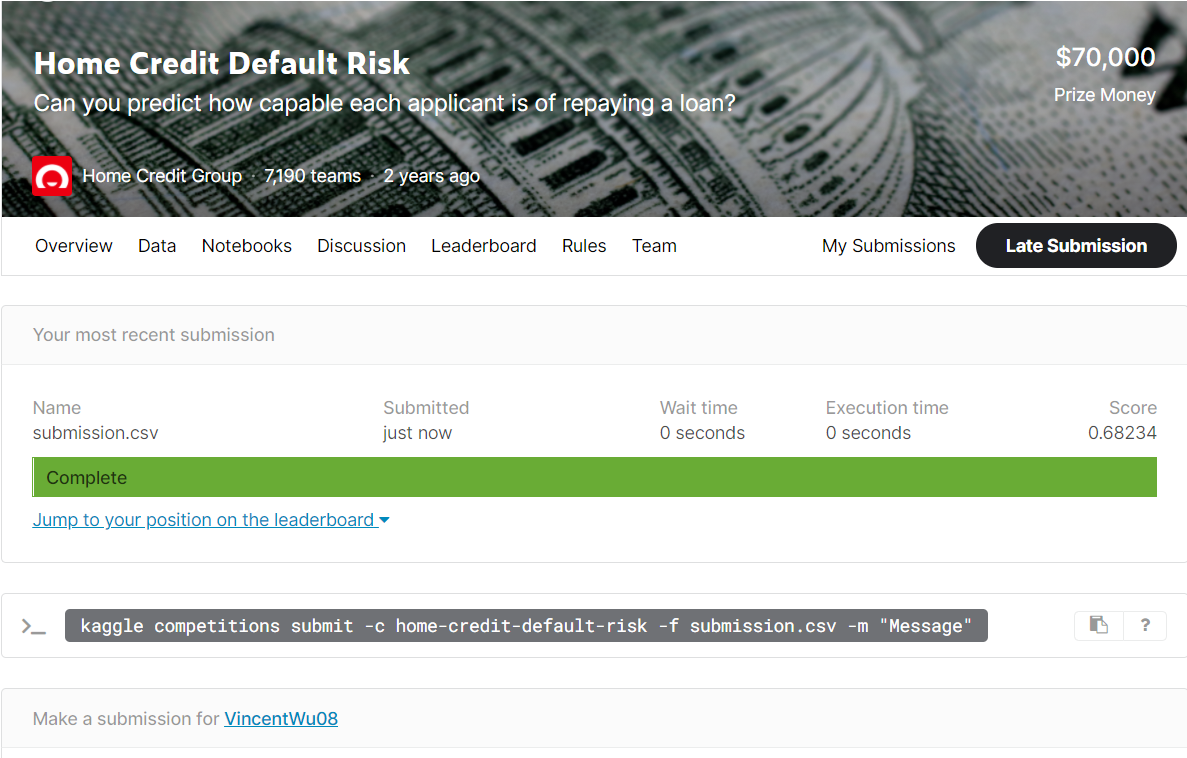 Home Credit Default Risk
$70,000
Can you predict how capable each applicant is of repaying a loan?
Prize Money
Home Credit Group · 7,190 teams · 2 years ago
Overview Data Notebooks Discussion Leaderboard Rules Team My Submissions Late Submission
Your most recent submission
Name Submitted Wait time Execution time Score
submission.csv just now 0 seconds 0 seconds 0.68234
Complete
Jump to your position on the leaderboard
>_ kaggle competitions submit -c home-credit-default-risk -f submission.csv -m "Message" ?
Make a submission for VincentWu08